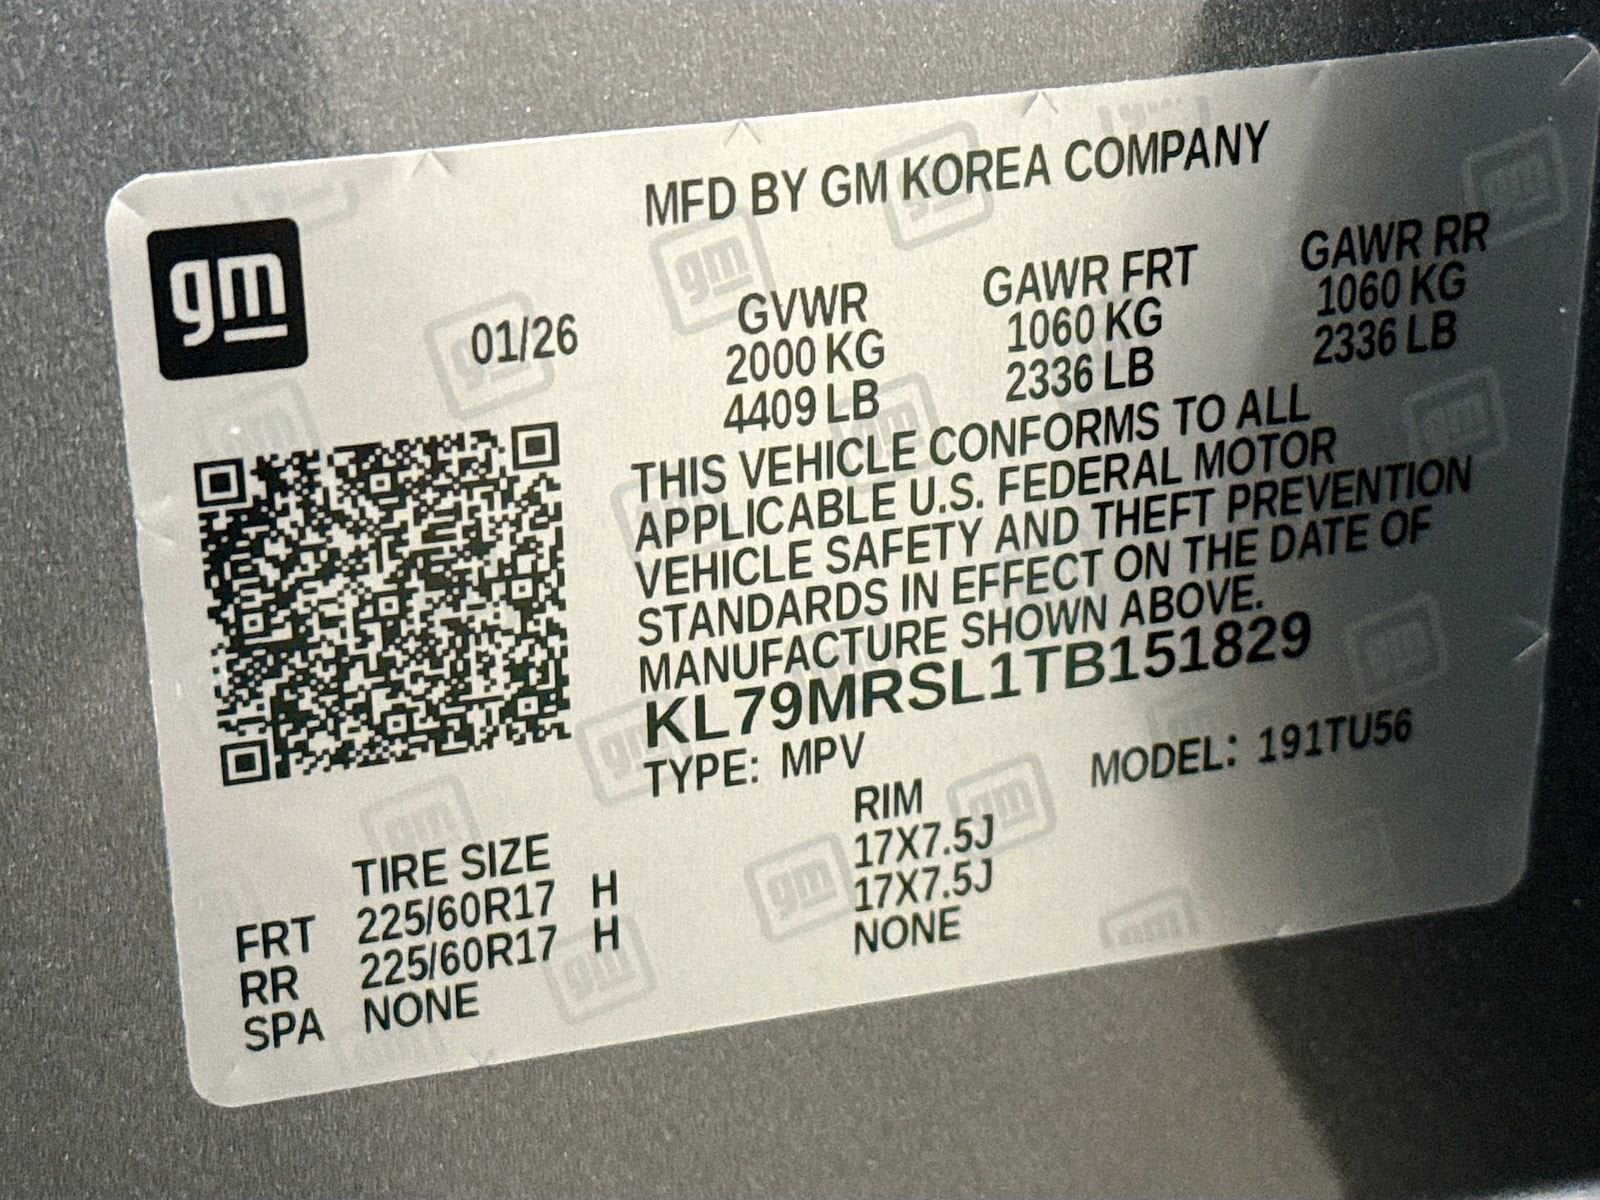 gm
MFD BY GM KOREA COMPANY
01/26
GVWR GAWR FRT GAWR RR
2000 KG 1060 KG 1060 KG
4409 LB 2336 LB 2336 LB
THIS VEHICLE CONFORMS TO ALL
APPLICABLE U.S. FEDERAL MOTOR
VEHICLE SAFETY AND THEFT PREVENTION
STANDARDS IN EFFECT ON THE DATE OF
MANUFACTURE SHOWN ABOVE.
KL79MRSL1TB151829
TYPE: MPV MODEL: 191TU56
TIRE SIZE RIM
FRT 225/60R17 H 17X7.5J
RR 225/60R17 H 17X7.5J
SPA NONE NONE